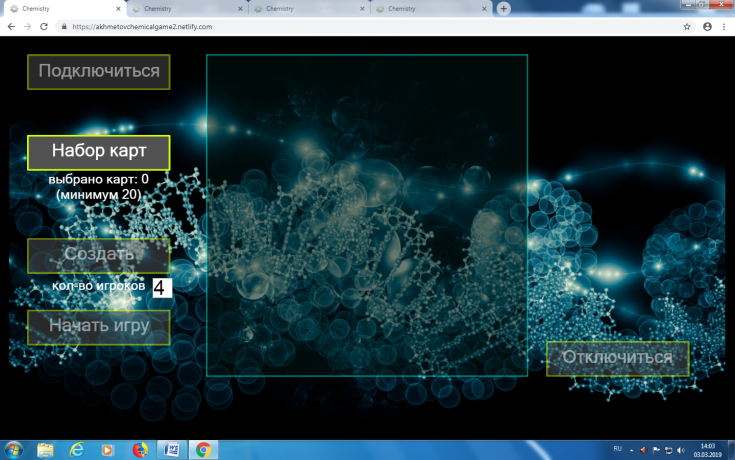 Chemistry
Chemistry
Chemistry
Chemistry
https://akhmetovchemicalgame2.netlify.com
Подключиться
Набор карт
выбрано карт: 0
(минимум 20)
Создать
кол-во игроков 4
Начать игру
Отключиться
RU
14:03
03.03.2019